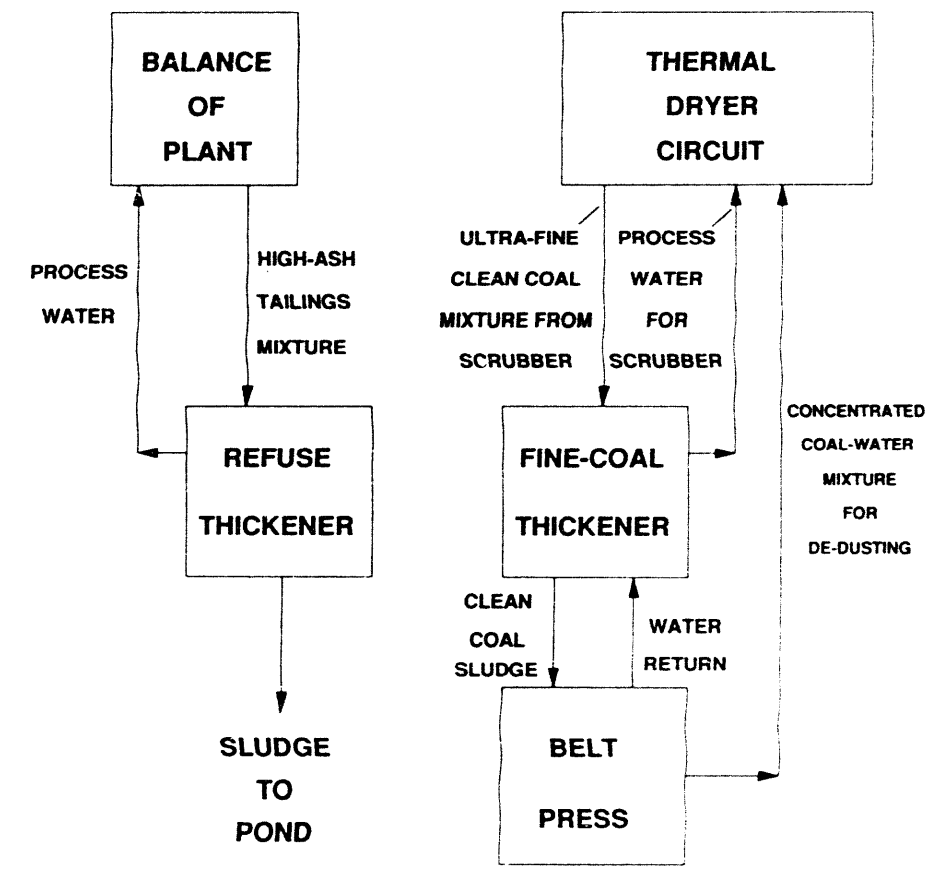 BALANCE
OF
PLANT
THERMAL
DRYER
CIRCUIT
PROCESS
WATER
HIGH-ASH
TAILINGS
MIXTURE
ULTRA-FINE
CLEAN COAL
MIXTURE FROM
SCRUBBER
PROCESS
WATER
FOR
SCRUBBER
CONCENTRATED
COAL-WATER
MIXTURE
FOR
DE-DUSTING
REFUSE
THICKENER
FINE-COAL
THICKENER
CLEAN
COAL
SLUDGE
WATER
RETURN
SLUDGE
TO
POND
BELT
PRESS